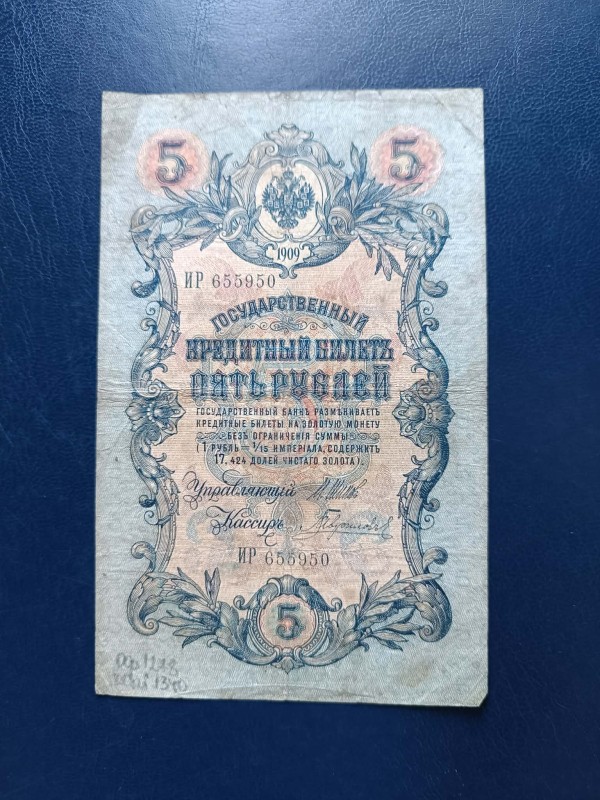 5 5
1909
ИР 655950
ГОСУДАРСТВЕННЫЙ
КРЕДИТНЫЙ БИЛЕТЪ
ПЯТЬ РУБЛЕЙ
ГОСУДАРСТВЕННЫЙ БАНКЪ РАЗМѢНИВАЕТЪ
КРЕДИТНЫЕ БИЛЕТЫ НА ЗОЛОТУЮ МОНЕТУ
БЕЗЪ ОГРАНИЧЕНІЯ СУММЫ
(1 РУБЛЬ = 1/15 ИМПЕРІАЛА, СОДЕРЖИТЪ
17,424 ДОЛЕЙ ЧИСТАГО ЗОЛОТА).
Управляющій
Кассиръ
ИР 655950
5